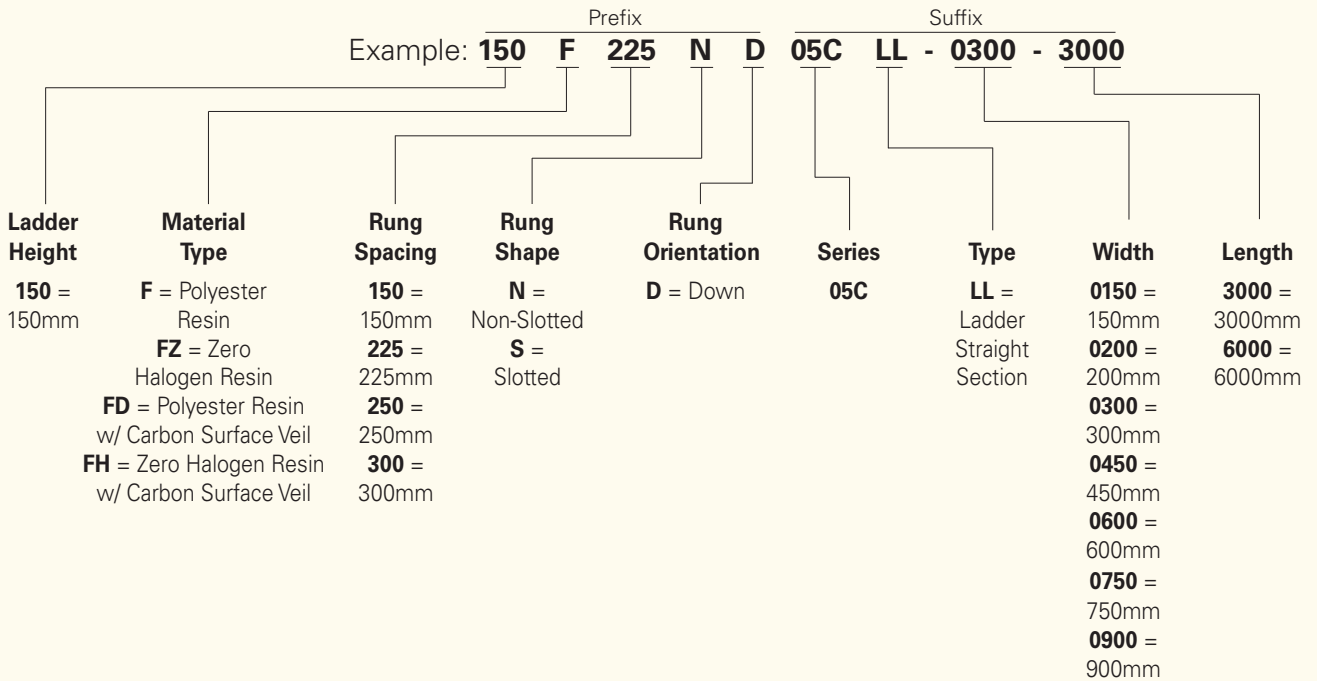 Prefix
Suffix
Example: 150 F 225 N D 05C LL - 0300 - 3000
Ladder
Height
150 =
150mm
Material
Type
F = Polyester
Resin
FZ = Zero
Halogen Resin
FD = Polyester Resin
w/ Carbon Surface Veil
FH = Zero Halogen Resin
w/ Carbon Surface Veil
Rung
Spacing
150 =
150mm
225 =
225mm
250 =
250mm
300 =
300mm
Rung
Shape
N =
Non-Slotted
S =
Slotted
Rung
Orientation
D = Down
Series
05C
Type
LL =
Ladder
Straight
Section
Width
0150 =
150mm
0200 =
200mm
0300 =
300mm
0450 =
450mm
0600 =
600mm
0750 =
750mm
0900 =
900mm
Length
3000 =
3000mm
6000 =
6000mm